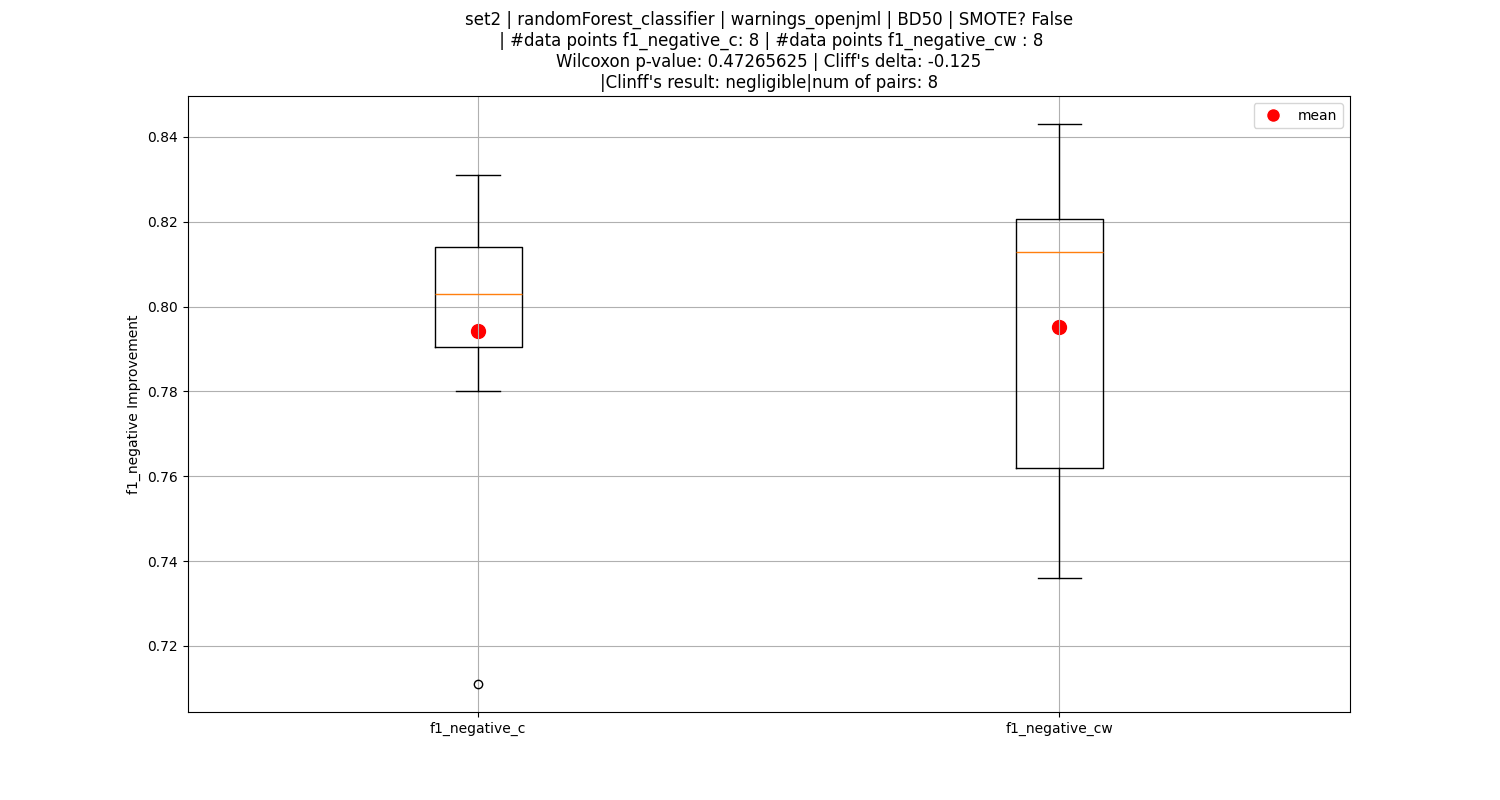 set2 | randomForest_classifier | warnings_openjml | BD50 | SMOTE? False
| #data points f1_negative_c: 8 | #data points f1_negative_cw : 8
Wilcoxon p-value: 0.47265625 | Cliff's delta: -0.125
|Clinff's result: negligible|num of pairs: 8
mean
0.84
0.82
0.80
0.78
0.76
0.74
0.72
f1_negative Improvement
f1_negative_c
f1_negative_cw